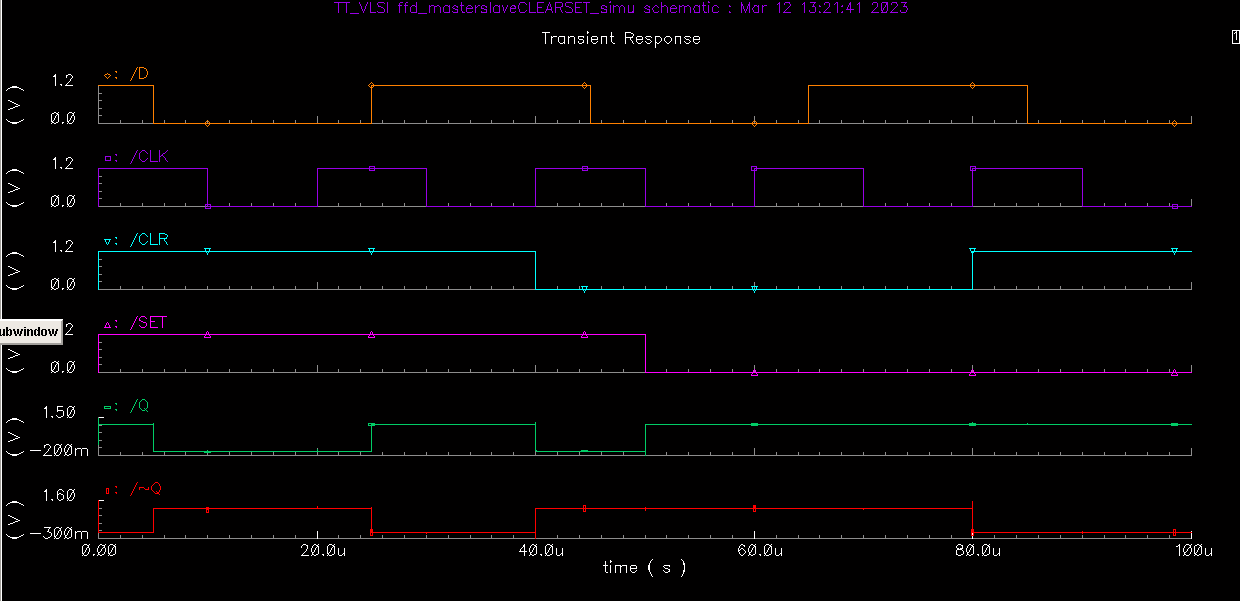 TT_VLSI ffd_masterslaveCLEARSET_simu schematic : Mar 12 13:21:41 2023
Transient Response
1
: /D
1.2
(V)
0.0
: /CLK
1.2
(V)
0.0
: /CLR
1.2
(V)
0.0
: /SET
ubwindow 2
(V)
0.0
: /Q
1.50
(V)
-200m
: /~Q
1.60
(V)
-300m
0.00 20.0u 40.0u 60.0u 80.0u 100u
time ( s )